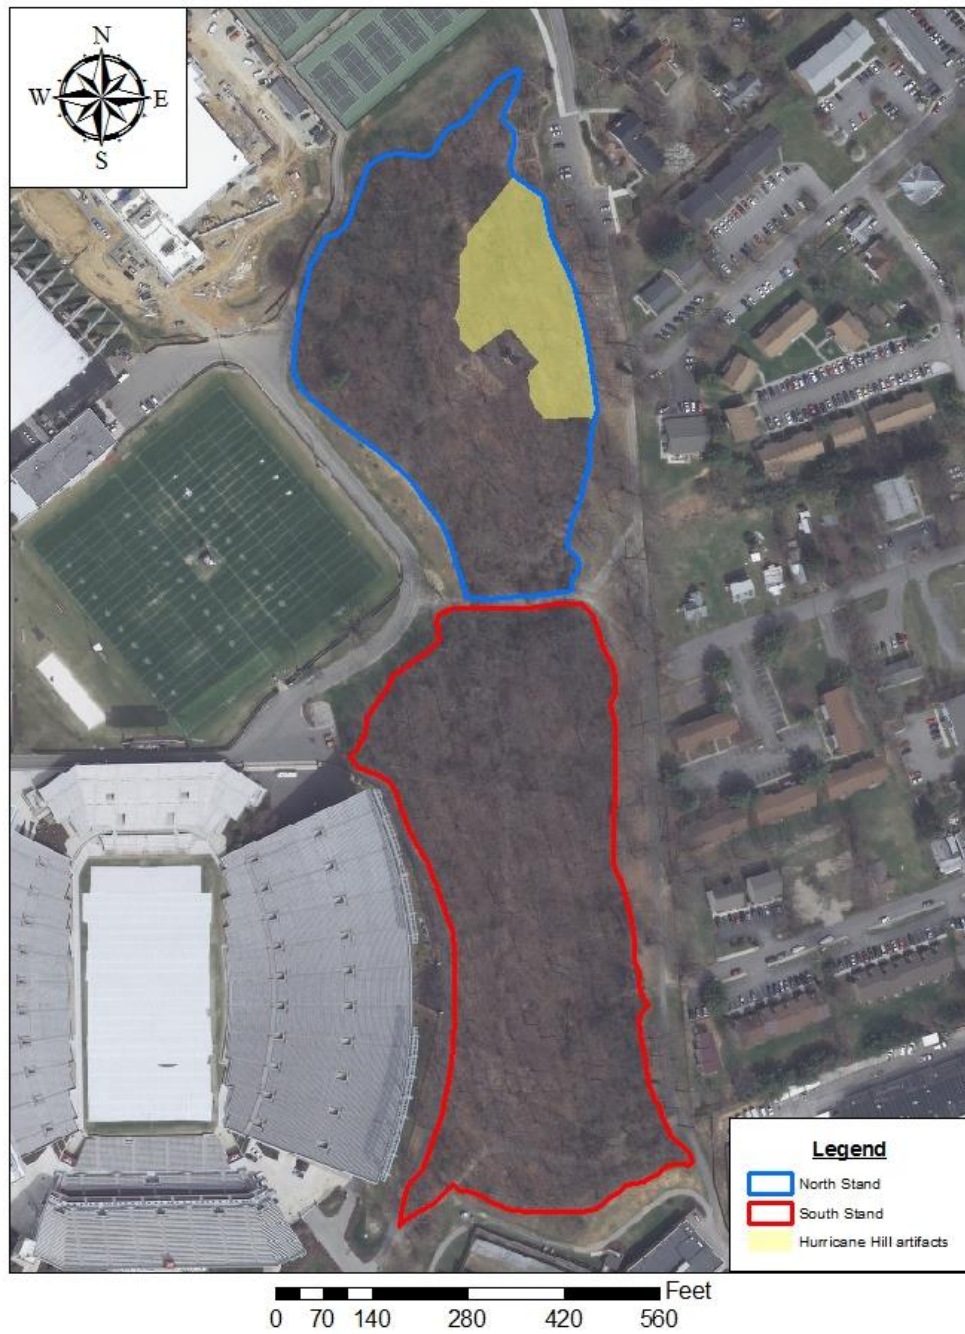 N
W E
S
Legend
North Stand
South Stand
Hurricane Hill artifacts
Feet
0 70 140 280 420 560